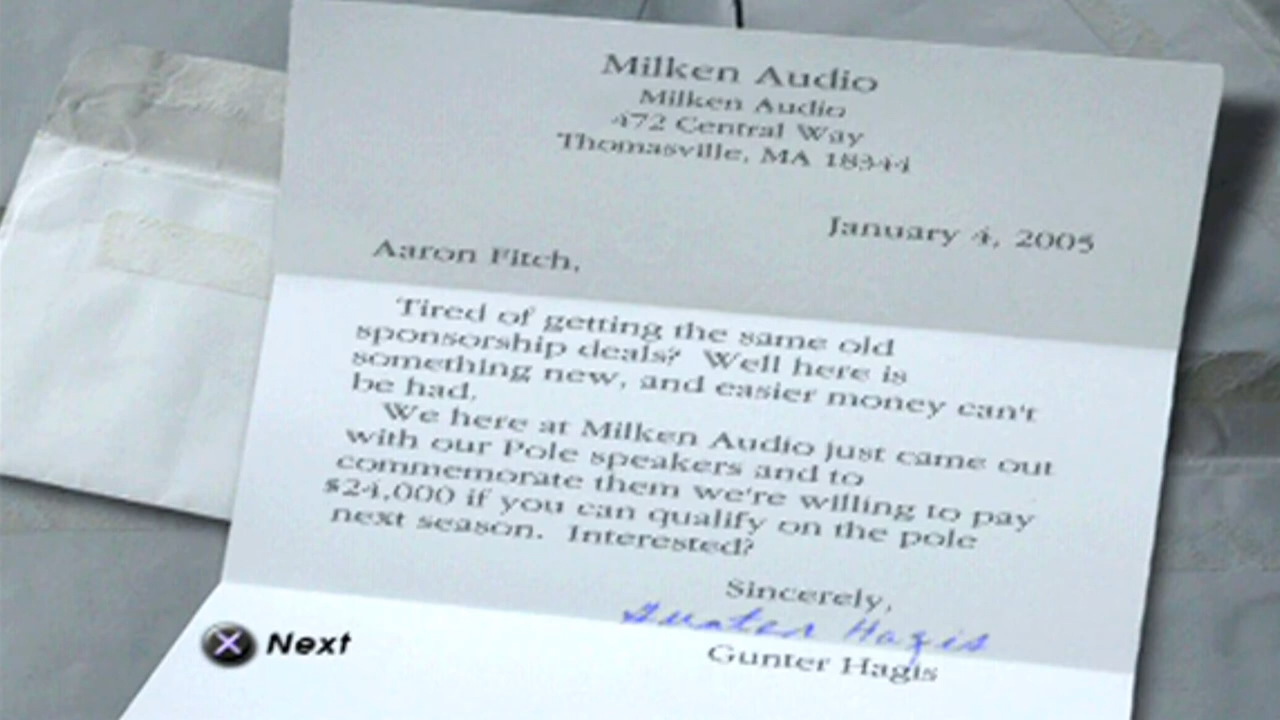 Milken Audio
Milken Audio
472 Central Way
Thomasville, MA 18344
January 4, 2005
Aaron Fitch,
Tired of getting the same old
sponsorship deals? Well here is
something new, and easier money can't
be had.
We here at Milken Audio just came out
with our Pole speakers and to
commemorate them we're willing to pay
$24,000 if you can qualify on the pole
next season. Interested?
Sincerely,
Gunter Hagis
Gunter Hagis
Next